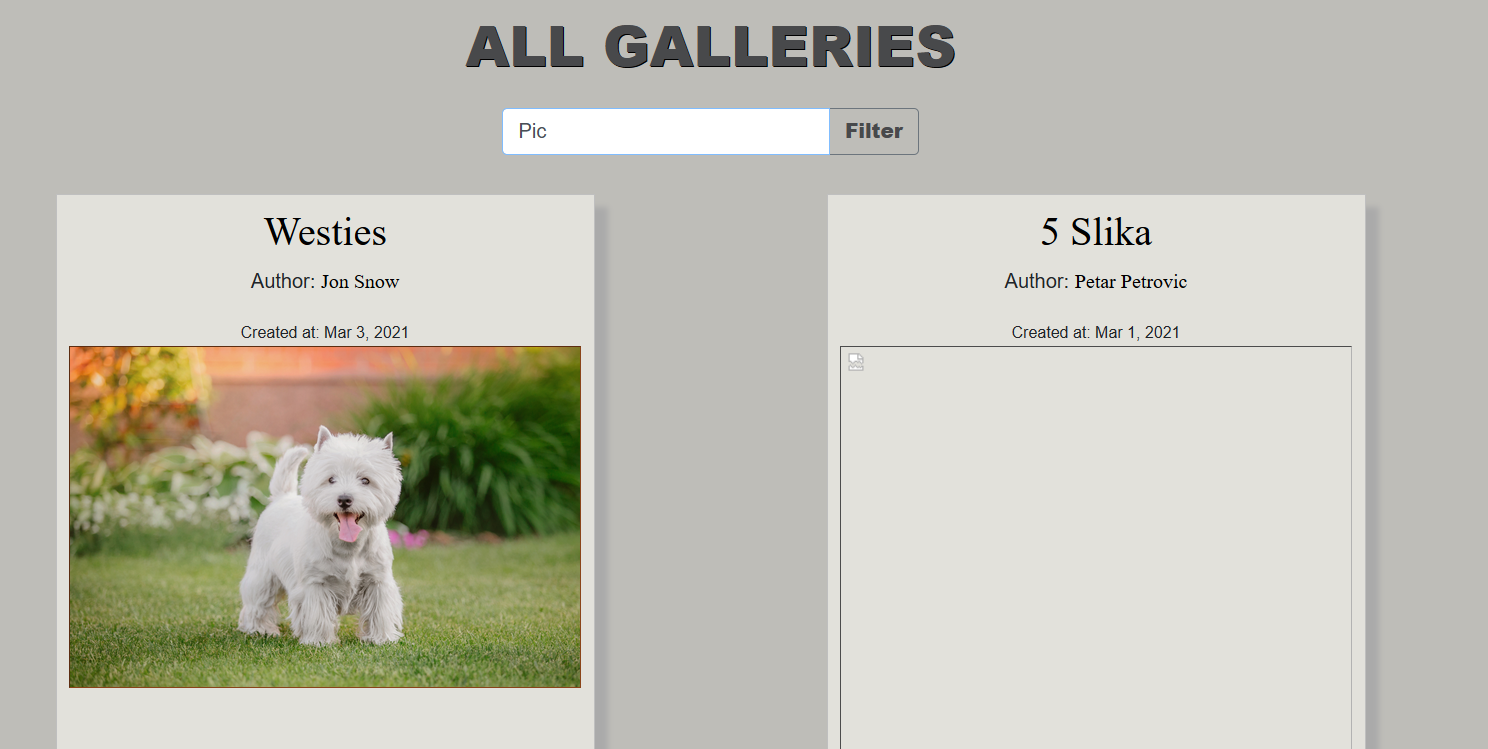 ALL GALLERIES
Pic
Filter
Westies
Author: Jon Snow
Created at: Mar 3, 2021
5 Slika
Author: Petar Petrovic
Created at: Mar 1, 2021